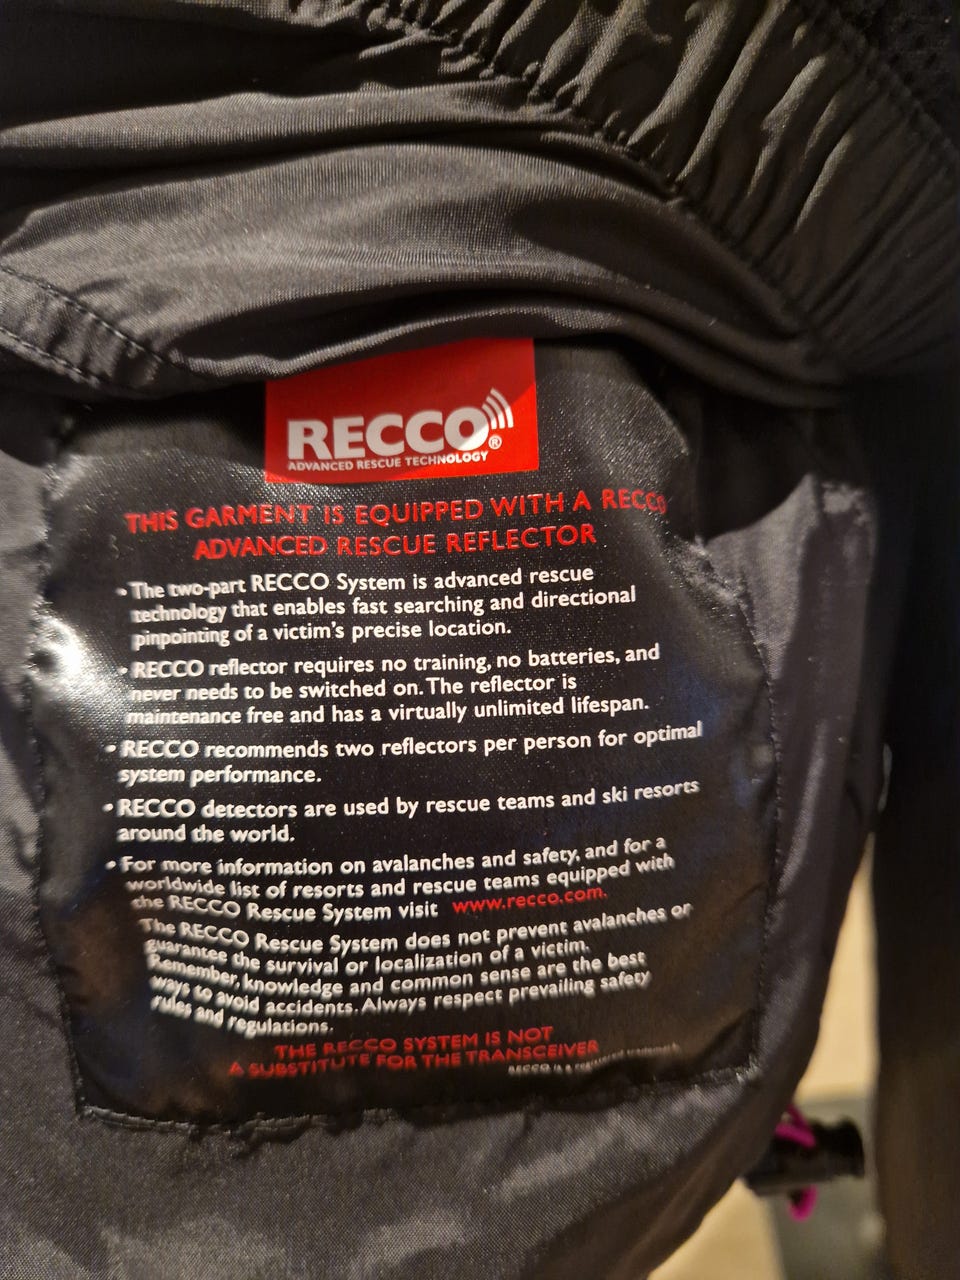 RECCO®
ADVANCED RESCUE TECHNOLOGY
THIS GARMENT IS EQUIPPED WITH A RECCO
ADVANCED RESCUE REFLECTOR
• The two-part RECCO System is advanced rescue
technology that enables fast searching and directional
pinpointing of a victim's precise location.
• RECCO reflector requires no training, no batteries, and
never needs to be switched on. The reflector is
maintenance free and has a virtually unlimited lifespan.
• RECCO recommends two reflectors per person for optimal
system performance.
• RECCO detectors are used by rescue teams and ski resorts
around the world.
• For more information on avalanches and safety, and for a
worldwide list of resorts and rescue teams equipped with
the RECCO Rescue System visit www.recco.com.
The RECCO Rescue System does not prevent avalanches or
guarantee the survival or localization of a victim.
Remember, knowledge and common sense are the best
ways to avoid accidents. Always respect prevailing safety
rules and regulations.
THE RECCO SYSTEM IS NOT
A SUBSTITUTE FOR THE TRANSCEIVER
RECCO is a registered trademark